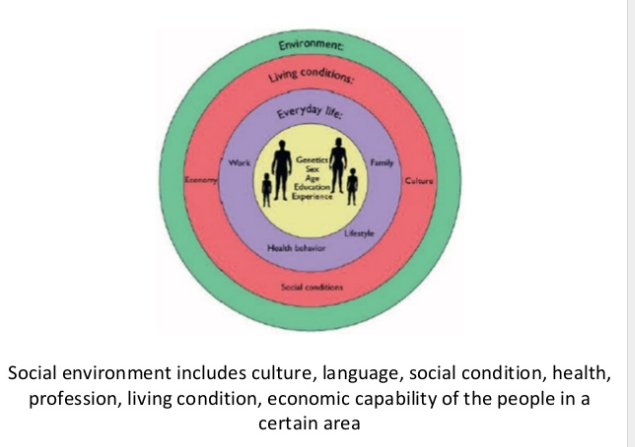 Environment:
Living conditions:
Everyday life:
Work
Genetics
Sex
Age
Education
Experience
Family
Economy
Culture
Lifestyle
Health behavior
Social conditions
Social environment includes culture, language, social condition, health,
profession, living condition, economic capability of the people in a
certain area